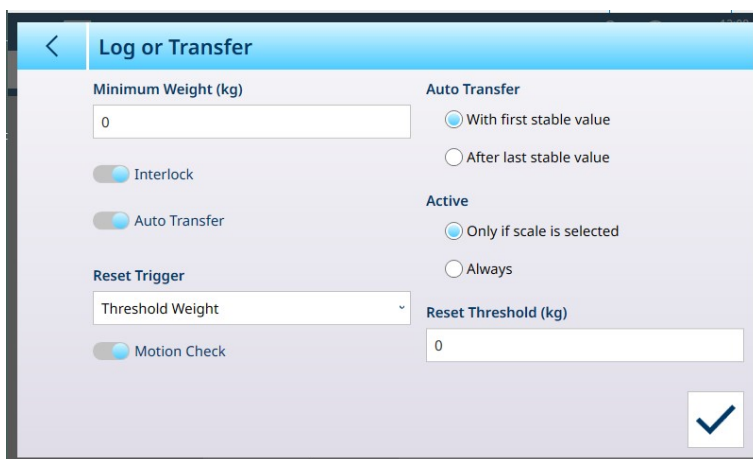 Log or Transfer
Minimum Weight (kg)
0
Interlock
Auto Transfer
Reset Trigger
Threshold Weight
Motion Check
Auto Transfer
With first stable value
After last stable value
Active
Only if scale is selected
Always
Reset Threshold (kg)
0